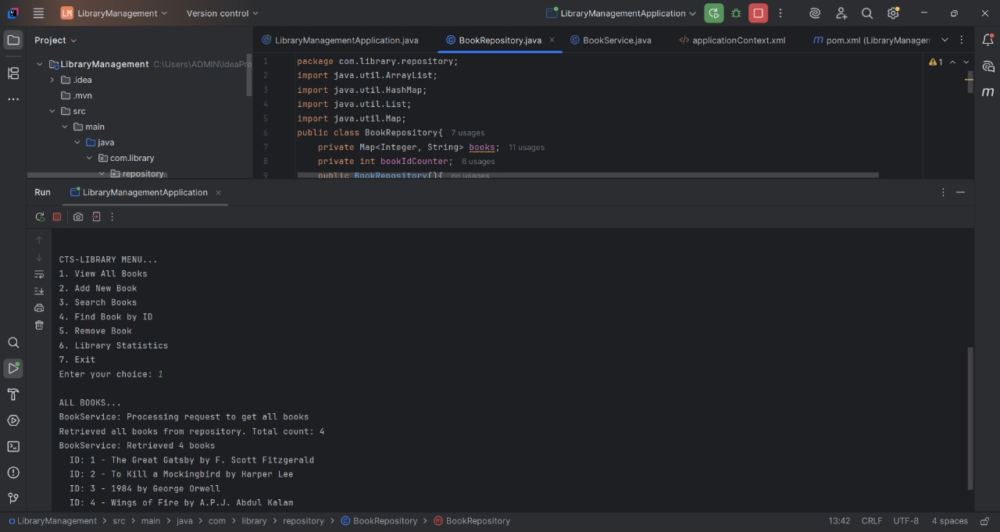 LM LibraryManagement Version control LibraryManagementApplication
Project
LibraryManagement C:\Users\ADMIN\IdeaPro
.idea
.mvn
src
main
java
com.library
repository
LibraryManagementApplication.java BookRepository.java BookService.java </> applicationContext.xml m pom.xml (LibraryManagen
1 package com.library.repository;
2 import java.util.ArrayList;
3 import java.util.HashMap;
4 import java.util.List;
5 import java.util.Map;
6 public class BookRepository{ 7 usages
7 private Map<Integer, String> books; 11 usages
8 private int bookIdCounter; 6 usages
9 public BookRepository(){ no usages
1
m
Run LibraryManagementApplication
CTS-LIBRARY MENU...
1. View All Books
2. Add New Book
3. Search Books
4. Find Book by ID
5. Remove Book
6. Library Statistics
7. Exit
Enter your choice: 1
ALL BOOKS...
BookService: Processing request to get all books
Retrieved all books from repository. Total count: 4
BookService: Retrieved 4 books
ID: 1 - The Great Gatsby by F. Scott Fitzgerald
ID: 2 - To Kill a Mockingbird by Harper Lee
ID: 3 - 1984 by George Orwell
ID: 4 - Wings of Fire by A.P.J. Abdul Kalam
LibraryManagement > src > main > java > com > library > repository > BookRepository > BookRepository 13:42 CRLF UTF-8 4 spaces